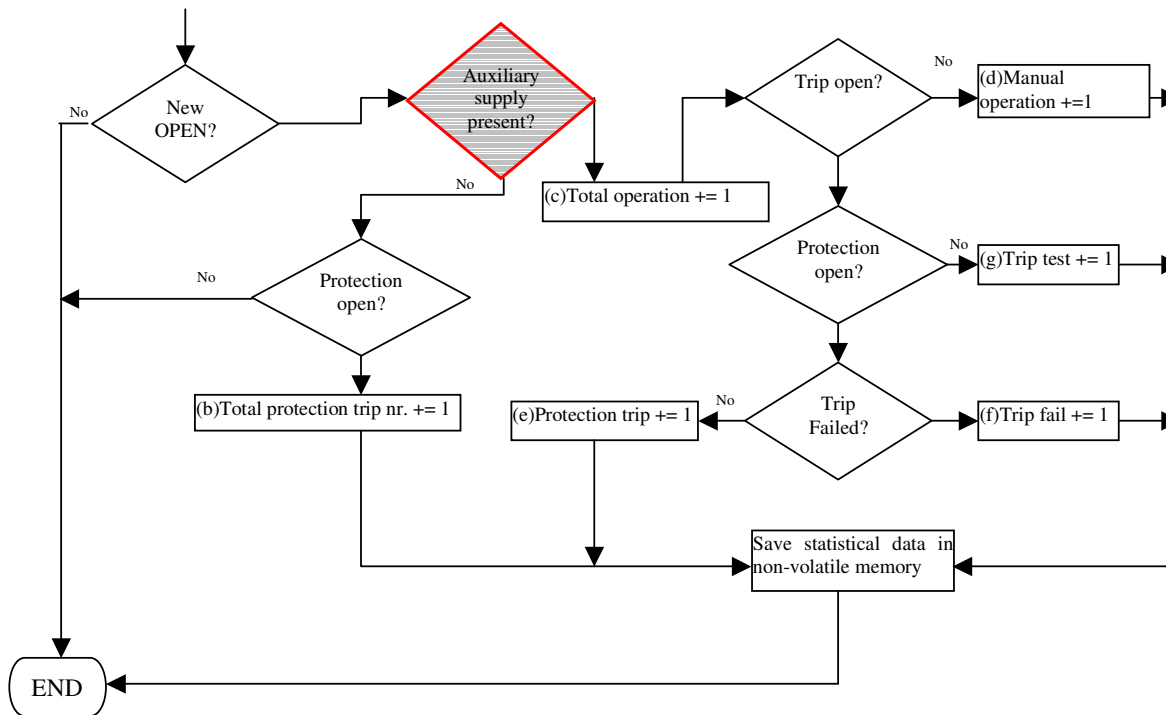 No
New
OPEN?
Auxiliary
supply
present?
No
Trip open?
No
(d)Manual
operation +=1
(c)Total operation += 1
Protection
open?
No
Protection
open?
No
(g)Trip test += 1
(b)Total protection trip nr. += 1
(e)Protection trip += 1
No
Trip
Failed?
(f)Trip fail += 1
Save statistical data in
non-volatile memory
END